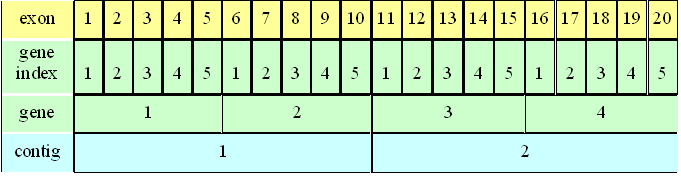 exon 1 2 3 4 5 6 7 8 9 10 11 12 13 14 15 16 17 18 19 20
gene
index 1 2 3 4 5 1 2 3 4 5 1 2 3 4 5 1 2 3 4 5
gene 1 2 3 4
contig 1 2